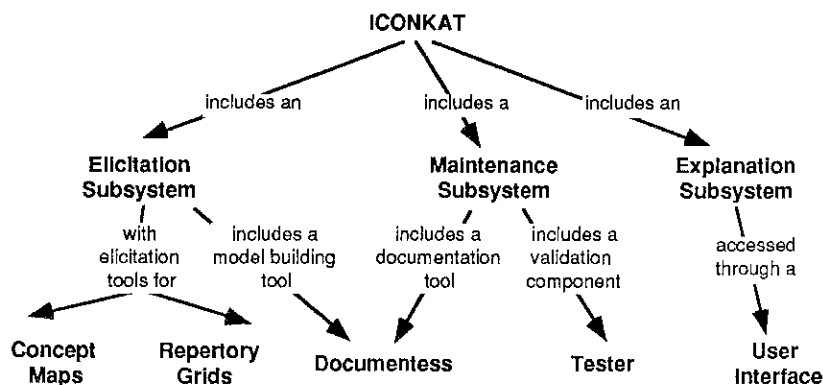 ICONKAT
includes an
includes a
includes an
Elicitation
Subsystem
Maintenance
Subsystem
Explanation
Subsystem
with
elicitation
tools for
includes a
model building
tool
includes a
documentation
tool
includes a
validation
component
accessed
through a
Concept
Maps
Repertory
Grids
Documentess
Tester
User
Interface